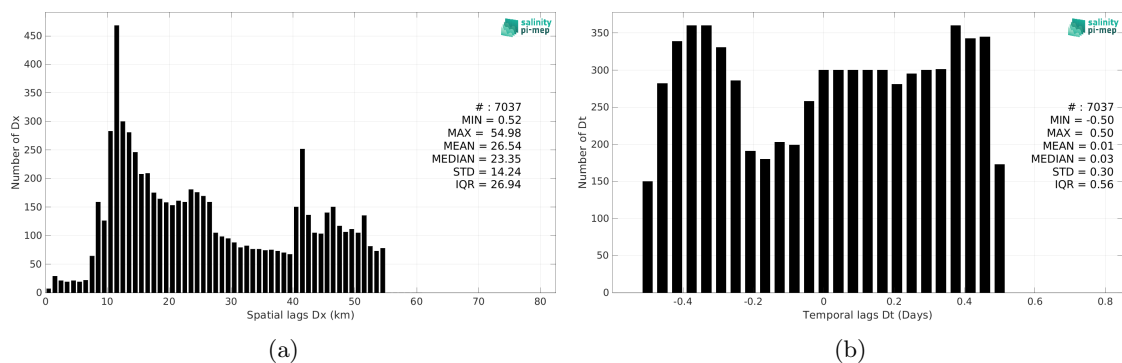 salinity
pi-mep
Number of Dx
450
400
350
300
250
200
150
100
50
0
# : 7037
MIN = 0.52
MAX = 54.98
MEAN = 26.54
MEDIAN = 23.35
STD = 14.24
IQR = 26.94
0 10 20 30 40 50 60 70 80
Spatial lags Dx (km)
(a)
salinity
pi-mep
Number of Dt
350
300
250
200
150
100
50
0
# : 7037
MIN = -0.50
MAX = 0.50
MEAN = 0.01
MEDIAN = 0.03
STD = 0.30
IQR = 0.56
-0.4 -0.2 0 0.2 0.4 0.6 0.8
Temporal lags Dt (Days)
(b)